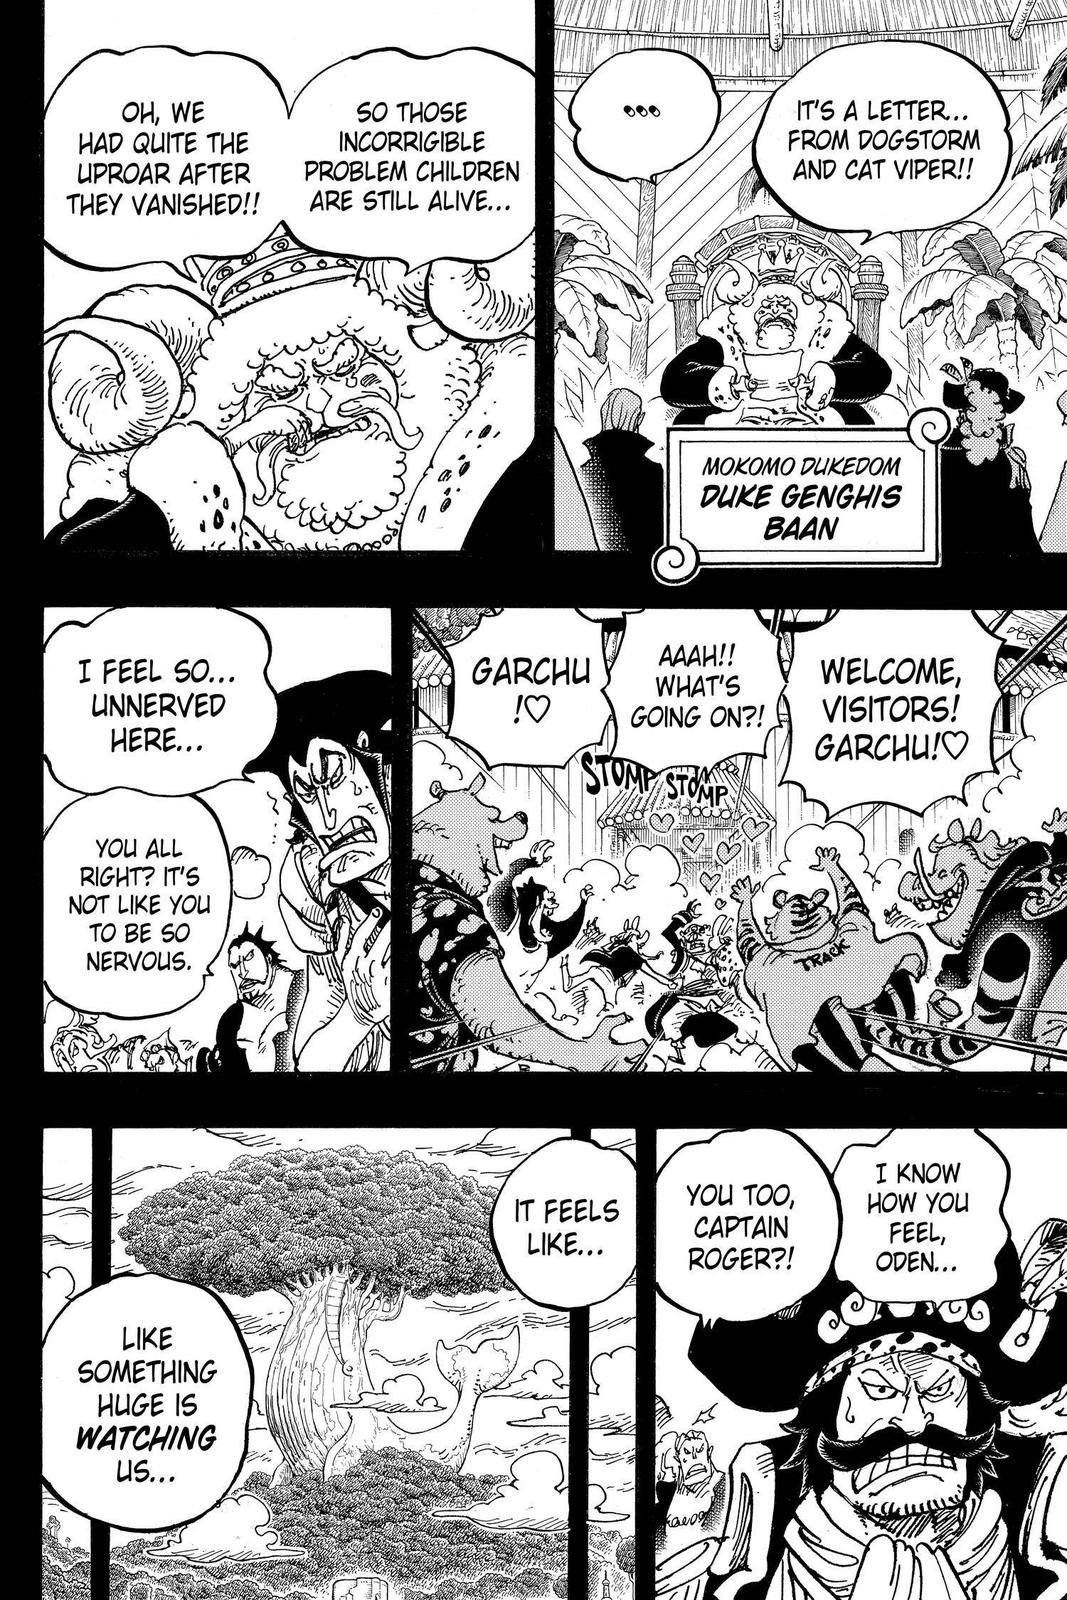 IT'S A LETTER...
FROM DOGSTORM
AND CAT VIPER!!
...
MOKOMO DUKEDOM
DUKE GENGHIS
BAAN
SO THOSE
INCORRIGIBLE
PROBLEM CHILDREN
ARE STILL ALIVE...
OH, WE
HAD QUITE THE
UPROAR AFTER
THEY VANISHED!!
WELCOME,
VISITORS!
GARCHU!♡
AAAH!!
WHAT'S
GOING ON?!
GARCHU
!♡
STOMP
STOMP
TRACK
I FEEL SO...
UNNERVED
HERE...
YOU ALL
RIGHT? IT'S
NOT LIKE YOU
TO BE SO
NERVOUS.
I KNOW
HOW YOU
FEEL,
ODEN...
YOU TOO,
CAPTAIN
ROGER?!
IT FEELS
LIKE...
LIKE
SOMETHING
HUGE IS
WATCHING
US...